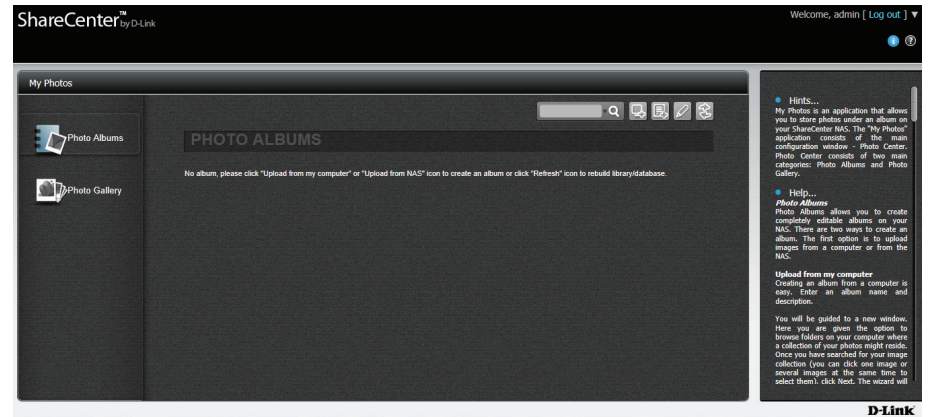 ShareCenter™ by D-Link
Welcome, admin [ Log out ] ▼
My Photos
Photo Albums
Photo Gallery
PHOTO ALBUMS
No album, please click "Upload from my computer" or "Upload from NAS" icon to create an album or click "Refresh" icon to rebuild library/database.
Hints...
My Photos is an application that allows
you to store photos under an album on
your ShareCenter NAS. The "My Photos"
application consists of the main
configuration window - Photo Center.
Photo Center consists of two main
categories: Photo Albums and Photo
Gallery.
Help...
Photo Albums
Photo Albums allows you to create
completely editable albums on your
NAS. There are two ways to create an
album. The first option is to upload
images from a computer or from the
NAS.
Upload from my computer
Creating an album from a computer is
easy. Enter an album name and
description.
You will be guided to a new window.
Here you are given the option to
browse folders on your computer where
a collection of your photos might reside.
Once you have searched for your image
collection (you can click one image or
several images at the same time to
select them), click Next. The wizard will
D-Link